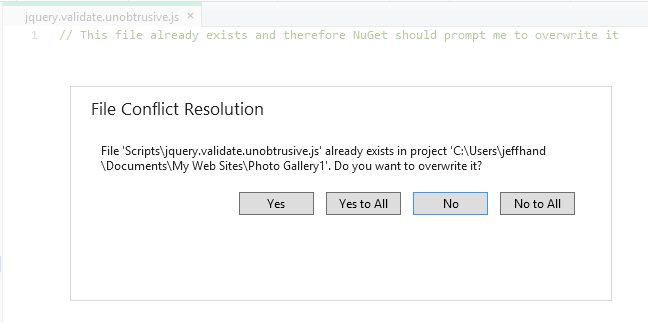 jquery.validate.unobtrusive.js ×
1 // This file already exists and therefore NuGet should prompt me to overwrite it
File Conflict Resolution
File 'Scripts\jquery.validate.unobtrusive.js' already exists in project 'C:\Users\jeffhand
\Documents\My Web Sites\Photo Gallery1'. Do you want to overwrite it?
Yes Yes to All No No to All